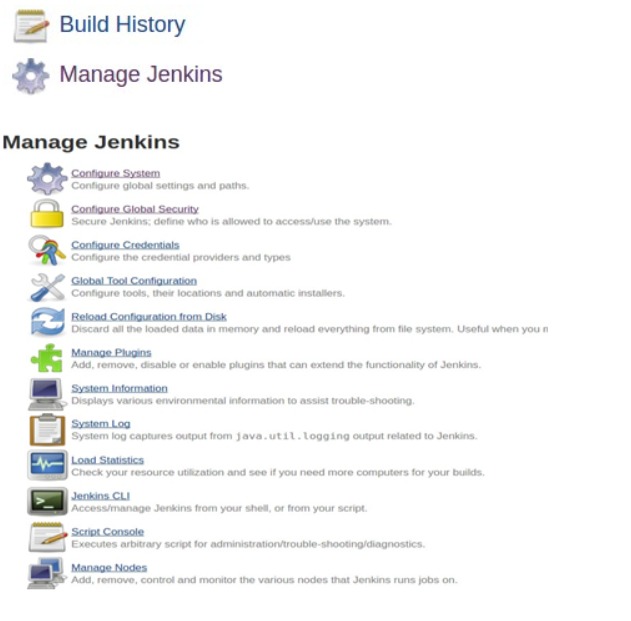 Build History
Manage Jenkins
Manage Jenkins
Configure System
Configure global settings and paths.
Configure Global Security
Secure Jenkins; define who is allowed to access/use the system.
Configure Credentials
Configure the credential providers and types
Global Tool Configuration
Configure tools, their locations and automatic installers.
Reload Configuration from Disk
Discard all the loaded data in memory and reload everything from file system. Useful when you
Manage Plugins
Add, remove, disable or enable plugins that can extend the functionality of Jenkins.
System Information
Displays various environmental information to assist trouble-shooting.
System Log
System log captures output from java.util.logging output related to Jenkins.
Load Statistics
Check your resource utilization and see if you need more computers for your builds.
Jenkins CLI
Access/manage Jenkins from your shell, or from your script.
Script Console
Executes arbitrary script for administration/trouble-shooting/diagnostics.
Manage Nodes
Add, remove, control and monitor the various nodes that Jenkins runs jobs on.